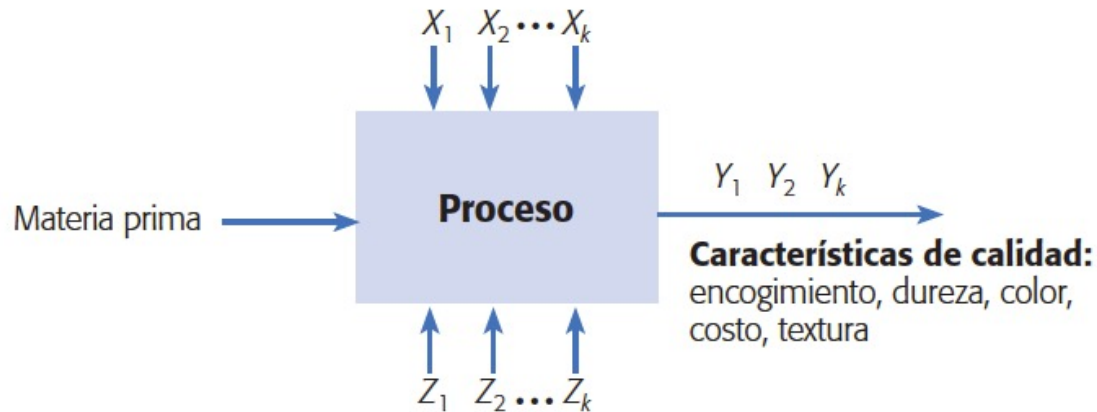 X1 X2 ••• Xk
Y1 Y2 Yk
Materia prima
Proceso
Características de calidad:
encogimiento, dureza, color,
costo, textura
Z1 Z2 ••• Zk